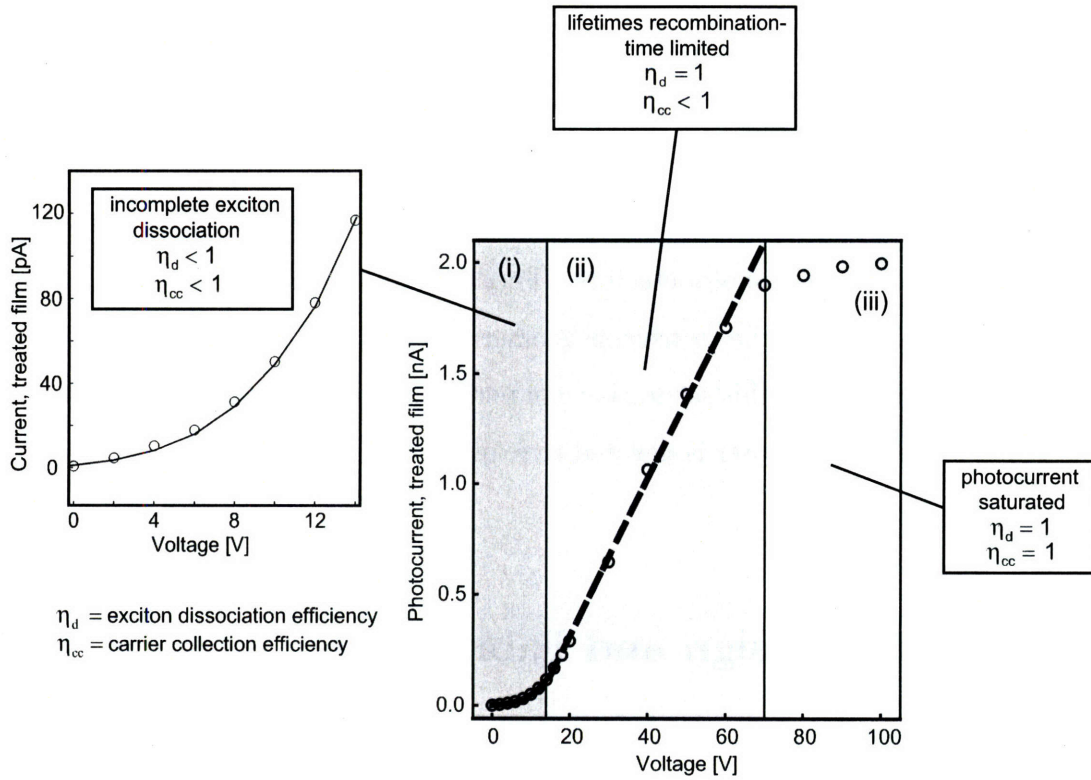 lifetimes recombination-
time limited
η_d = 1
η_cc < 1
incomplete exciton
dissociation
η_d < 1
η_cc < 1
Current, treated film [pA]
120
80
40
0
0 4 8 12
Voltage [V]
η_d = exciton dissociation efficiency
η_cc = carrier collection efficiency
(i) (ii) (iii)
Photocurrent, treated film [nA]
2.0
1.5
1.0
0.5
0.0
0 20 40 60 80 100
Voltage [V]
photocurrent
saturated
η_d = 1
η_cc = 1